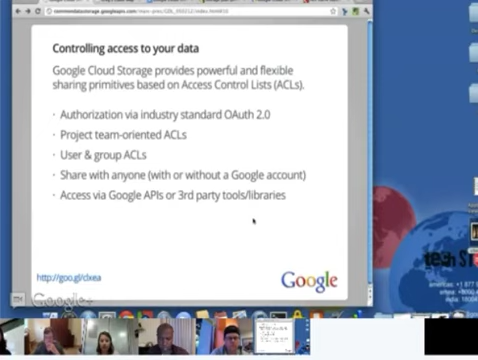 Controlling access to your data
Google Cloud Storage provides powerful and flexible
sharing primitives based on Access Control Lists (ACLs).
· Authorization via industry standard OAuth 2.0
· Project team-oriented ACLs
· User & group ACLs
· Share with anyone (with or without a Google account)
· Access via Google APIs or 3rd party tools/libraries
http://goo.gl/clxea
Google
Google+